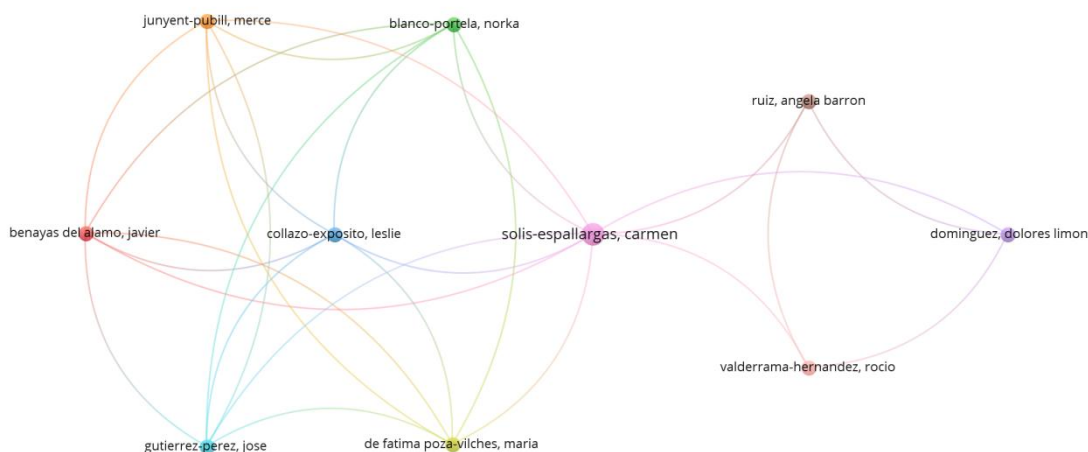 junyent-pubill, merce
blanco-portela, norka
ruiz, angela barron
benayas del alamo, javier
collazo-exposito, leslie
solis-espallargas, carmen
dominguez, dolores limon
valderrama-hernandez, rocio
gutierrez-perez, jose
de fatima poza-vilches, maria